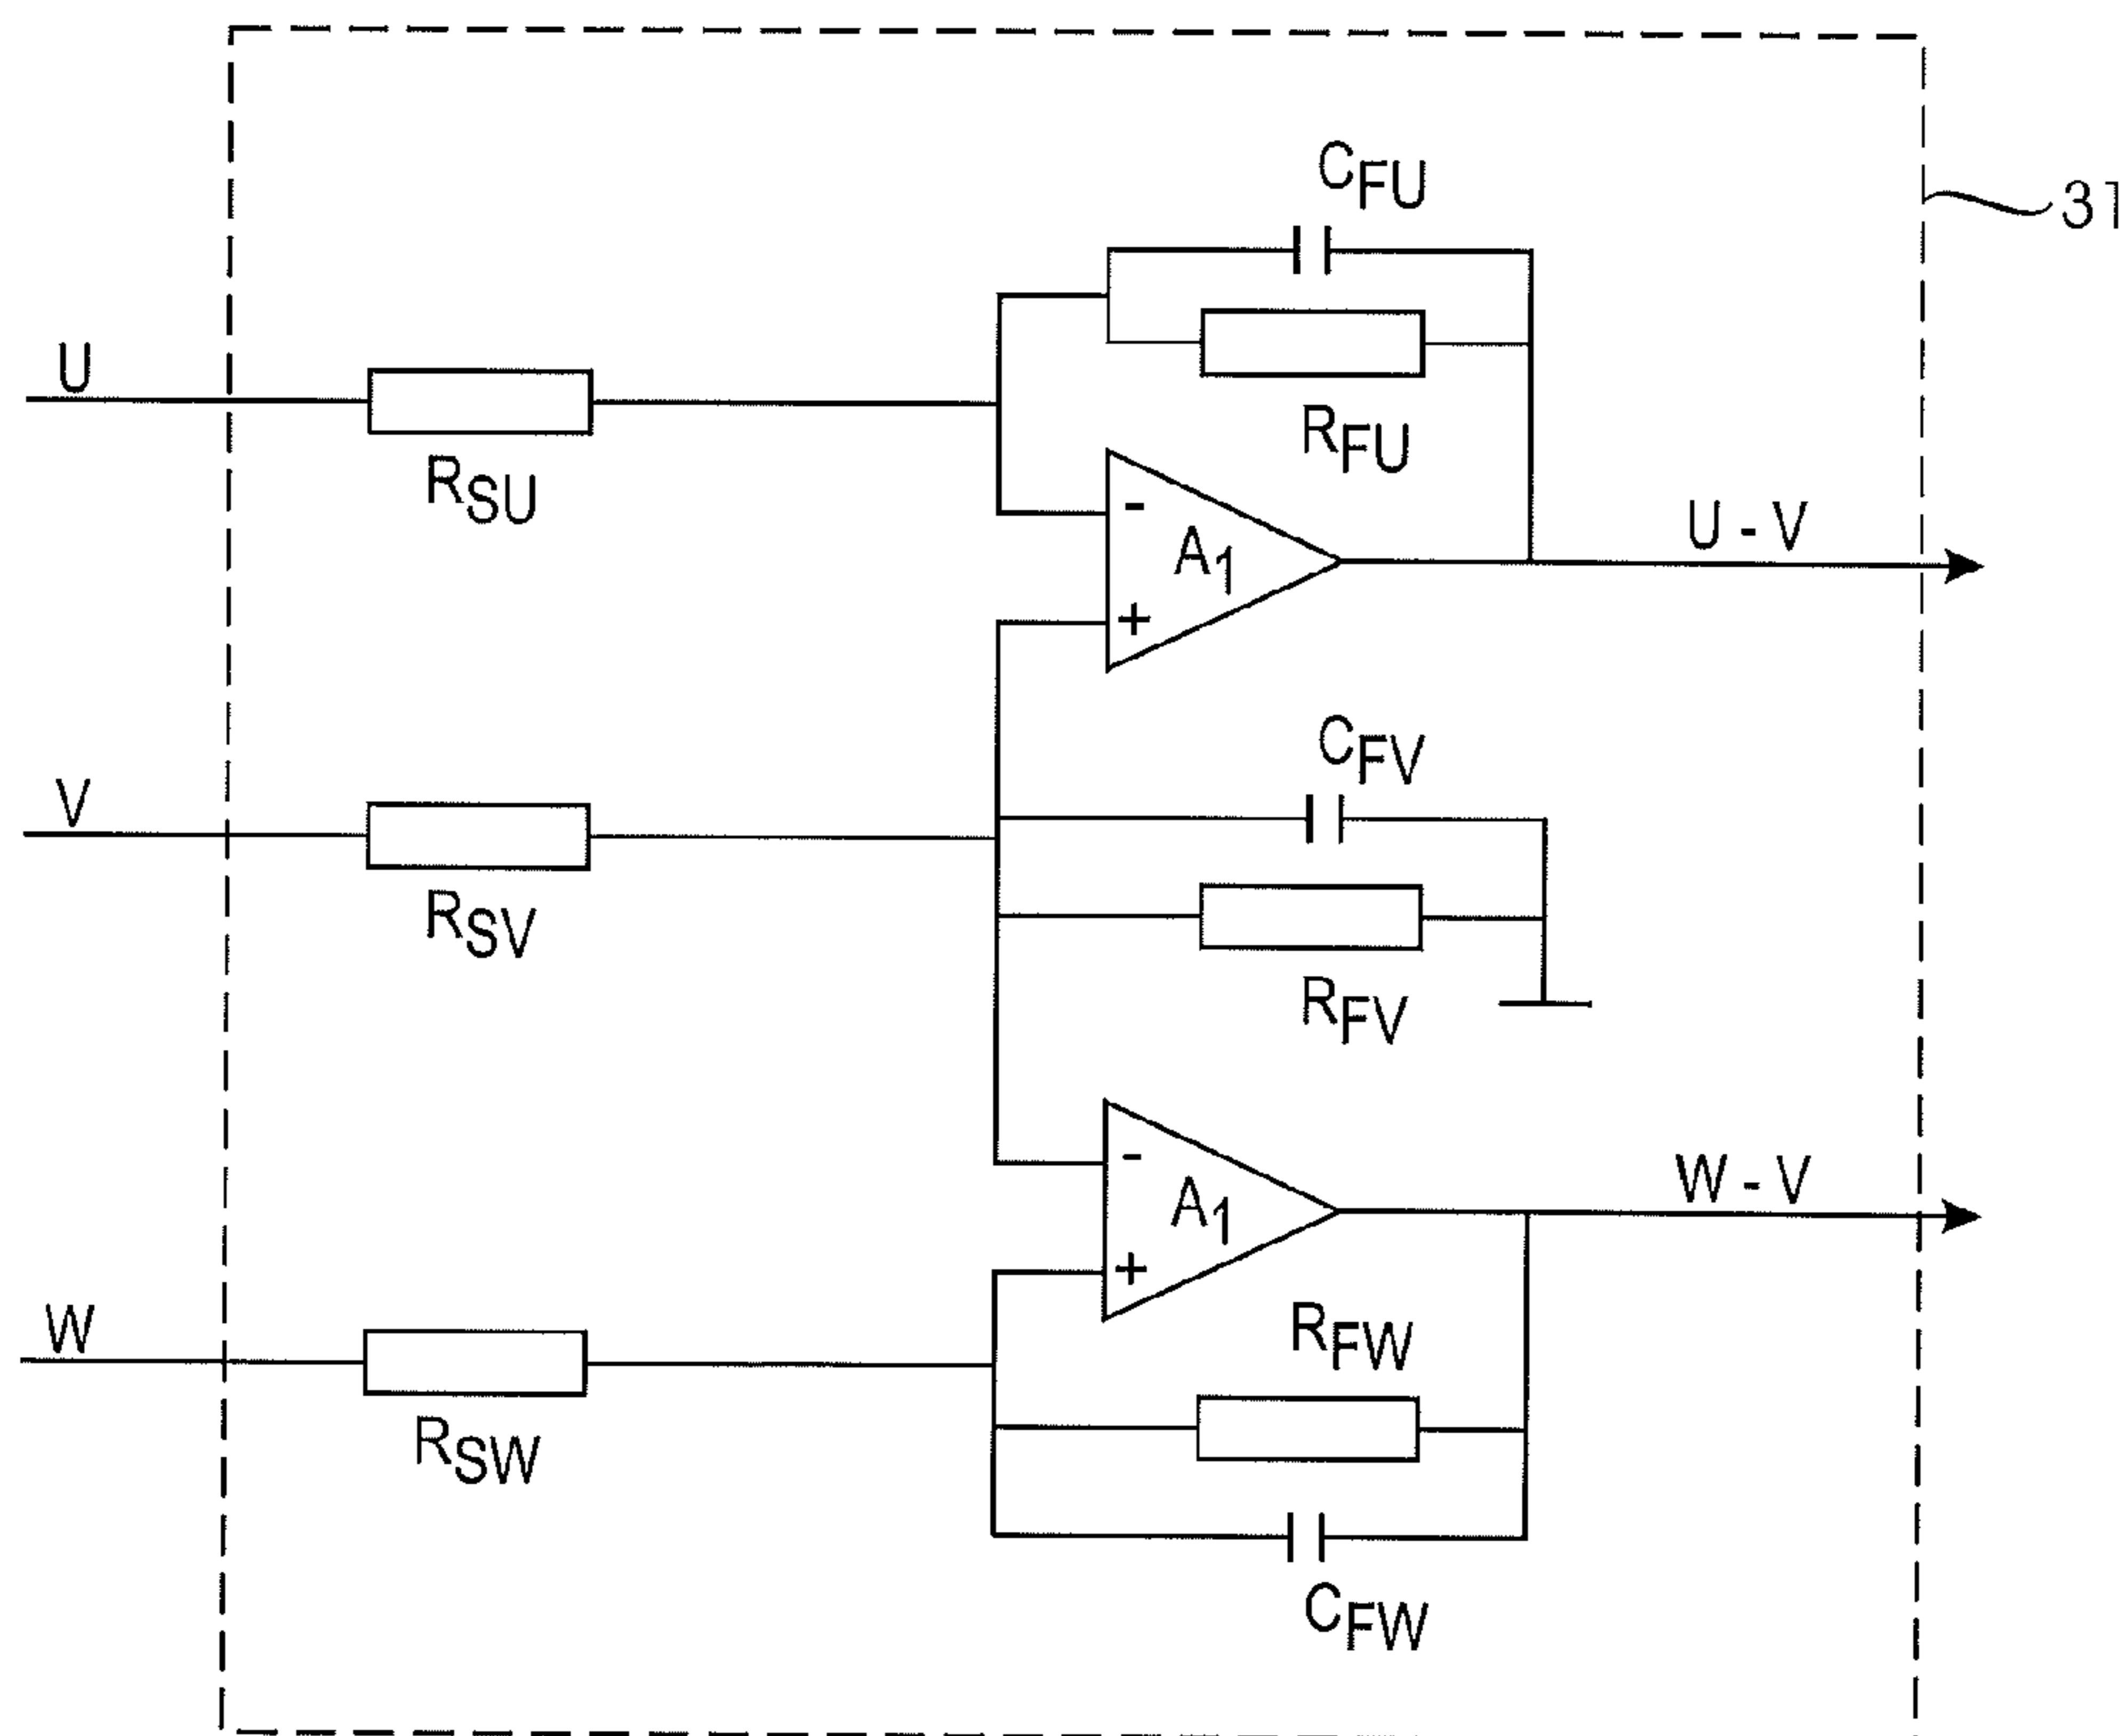 C_FU
31
U
R_FU
R_SU
-
A_1
U - V
+
C_FV
V
R_SV
R_FV
-
A_1
W - V
+
W
R_FW
R_SW
C_FW